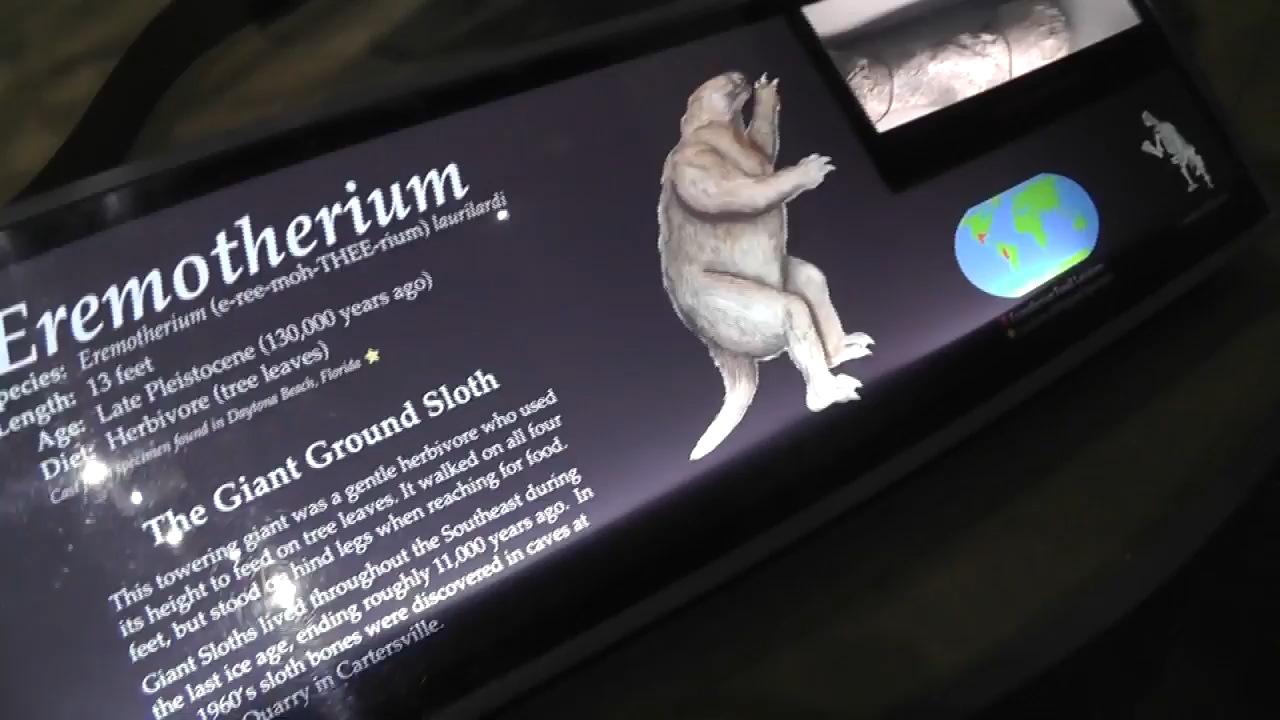 Eremotherium
pecies: Eremotherium (e-ree-moh-THEE-rium) laurilardi
Length: 13 feet
Age: Late Pleistocene (130,000 years ago)
Diet: Herbivore (tree leaves)
Cast specimen found in Daytona Beach, Florida
The Giant Ground Sloth
This towering giant was a gentle herbivore who used
its height to feed on tree leaves. It walked on all four
feet, but stood on hind legs when reaching for food.
Giant Sloths lived throughout the Southeast during
the last ice age, ending roughly 11,000 years ago. In
1960's sloth bones were discovered in caves at
Quarry in Cartersville.